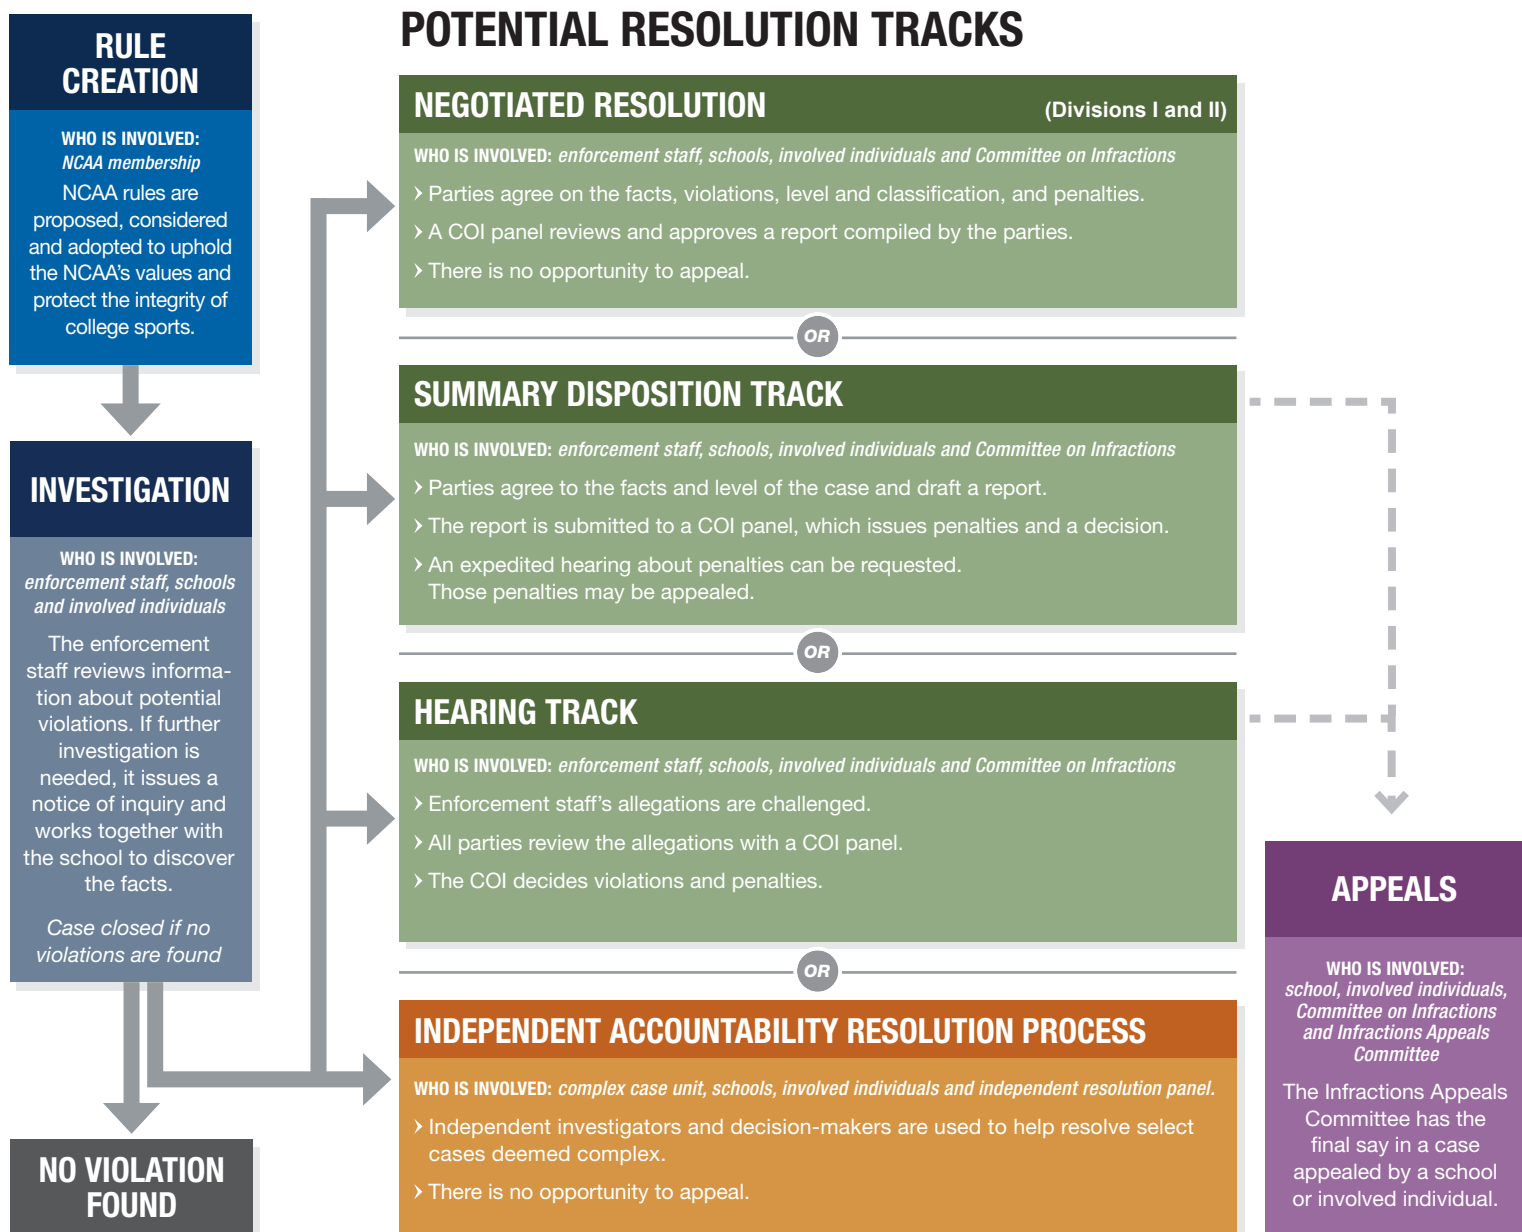 RULE
CREATION
WHO IS INVOLVED:
NCAA membership
NCAA rules are
proposed, considered
and adopted to uphold
the NCAA's values and
protect the integrity of
college sports.
INVESTIGATION
WHO IS INVOLVED:
enforcement staff, schools
and involved individuals
The enforcement
staff reviews informa-
tion about potential
violations. If further
investigation is
needed, it issues a
notice of inquiry and
works together with
the school to discover
the facts.
Case closed if no
violations are found
NO VIOLATION
FOUND
POTENTIAL RESOLUTION TRACKS
NEGOTIATED RESOLUTION (Divisions I and II)
WHO IS INVOLVED: enforcement staff, schools, involved individuals and Committee on Infractions
› Parties agree on the facts, violations, level and classification, and penalties.
› A COI panel reviews and approves a report compiled by the parties.
› There is no opportunity to appeal.
OR
SUMMARY DISPOSITION TRACK
WHO IS INVOLVED: enforcement staff, schools, involved individuals and Committee on Infractions
› Parties agree to the facts and level of the case and draft a report.
› The report is submitted to a COI panel, which issues penalties and a decision.
› An expedited hearing about penalties can be requested.
Those penalties may be appealed.
OR
HEARING TRACK
WHO IS INVOLVED: enforcement staff, schools, involved individuals and Committee on Infractions
› Enforcement staff's allegations are challenged.
› All parties review the allegations with a COI panel.
› The COI decides violations and penalties.
OR
INDEPENDENT ACCOUNTABILITY RESOLUTION PROCESS
WHO IS INVOLVED: complex case unit, schools, involved individuals and independent resolution panel.
› Independent investigators and decision-makers are used to help resolve select
cases deemed complex.
› There is no opportunity to appeal.
APPEALS
WHO IS INVOLVED:
school, involved individuals,
Committee on Infractions
and Infractions Appeals
Committee
The Infractions Appeals
Committee has the
final say in a case
appealed by a school
or involved individual.